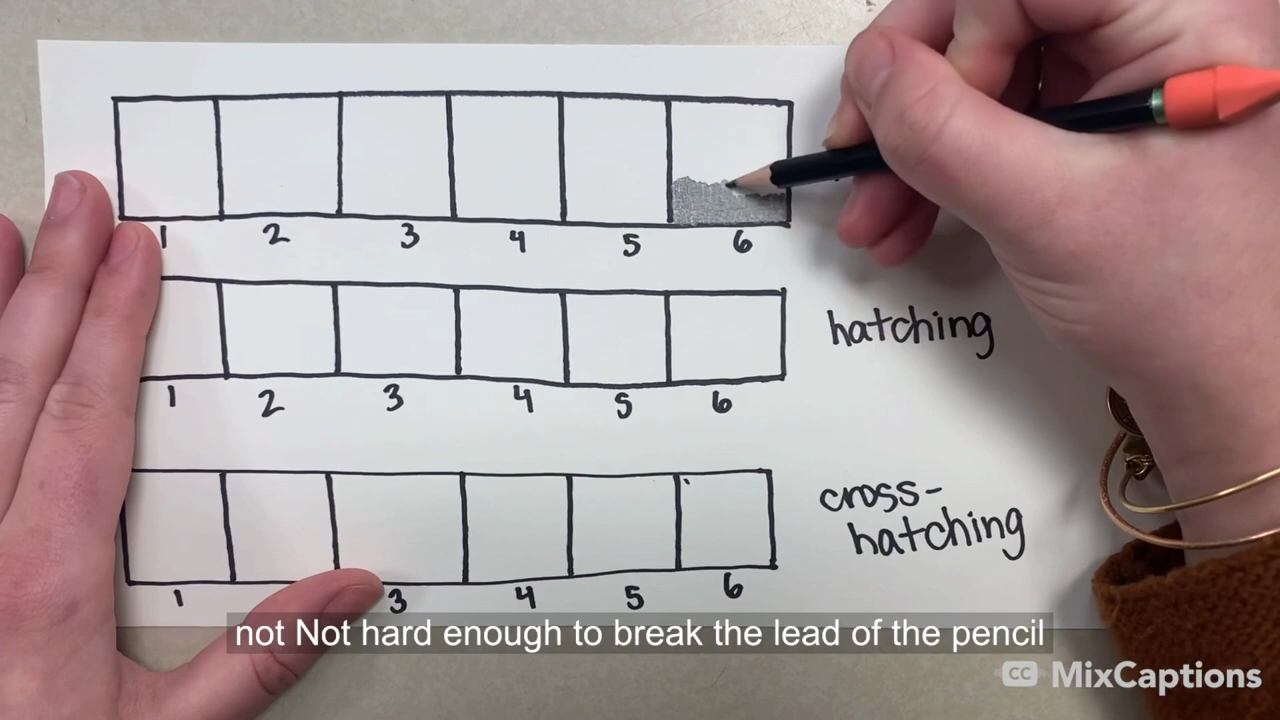 1 2 3 4 5 6
hatching
1 2 3 4 5 6
cross-
hatching
1 3 4 5 6
not Not hard enough to break the lead of the pencil
CC MixCaptions